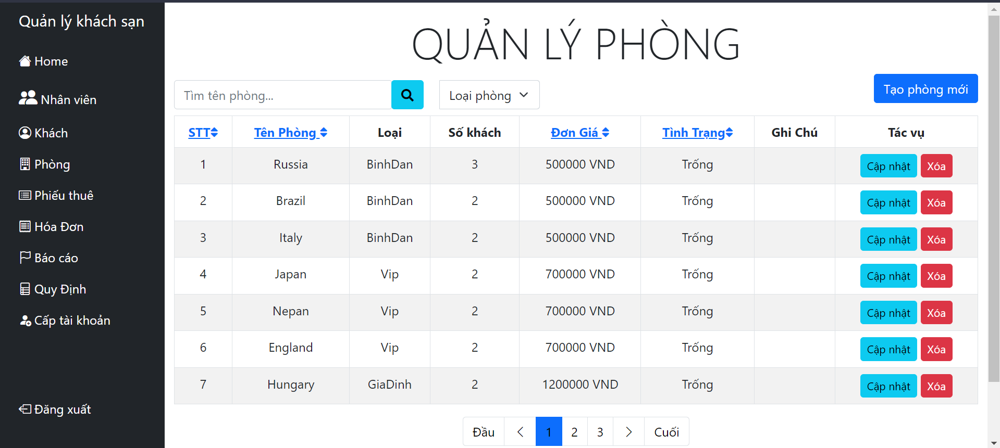 Quản lý khách sạn
Home
Nhân viên
Khách
Phòng
Phiếu thuê
Hóa Đơn
Báo cáo
Quy Định
Cấp tài khoản
Đăng xuất
QUẢN LÝ PHÒNG
Tìm tên phòng...
Loại phòng
Tạo phòng mới
STT Tên Phòng Loại Số khách Đơn Giá Tình Trạng Ghi Chú Tác vụ
1 Russia BinhDan 3 500000 VND Trống Cập nhật Xóa
2 Brazil BinhDan 2 500000 VND Trống Cập nhật Xóa
3 Italy BinhDan 2 500000 VND Trống Cập nhật Xóa
4 Japan Vip 2 700000 VND Trống Cập nhật Xóa
5 Nepan Vip 2 700000 VND Trống Cập nhật Xóa
6 England Vip 2 700000 VND Trống Cập nhật Xóa
7 Hungary GiaDinh 2 1200000 VND Trống Cập nhật Xóa
Đầu 1 2 3 Cuối